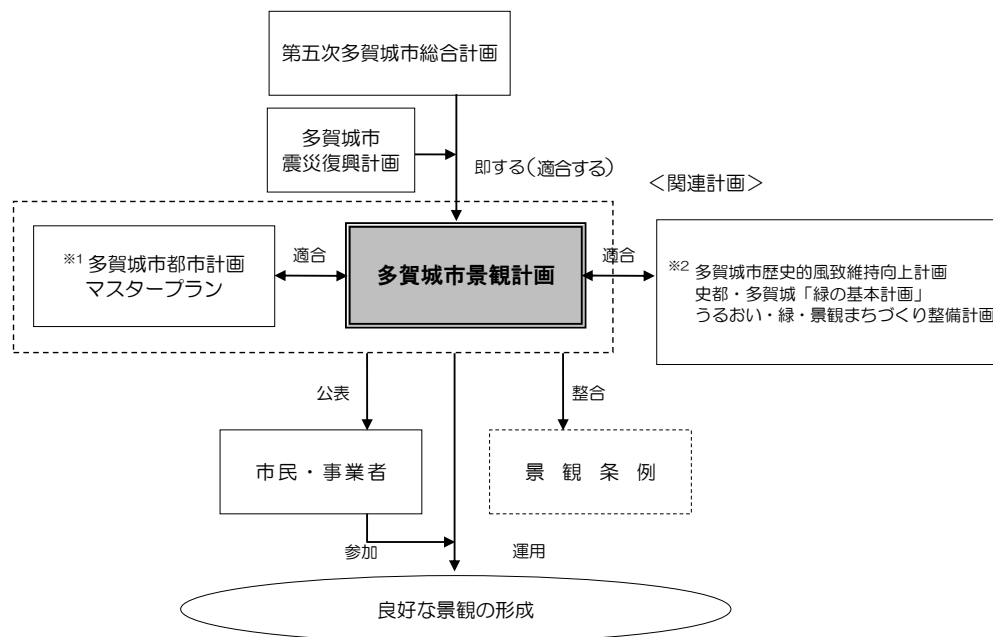 第五次多賀城市総合計画
多賀城市
震災復興計画
即する(適合する)
＜関連計画＞
※1 多賀城市都市計画
マスタープラン
適合
多賀城市景観計画
適合
※2 多賀城市歴史的風致維持向上計画
史都・多賀城「緑の基本計画」
うるおい・緑・景観まちづくり整備計画
公表
整合
市民・事業者
景 観 条 例
参加
運用
良好な景観の形成